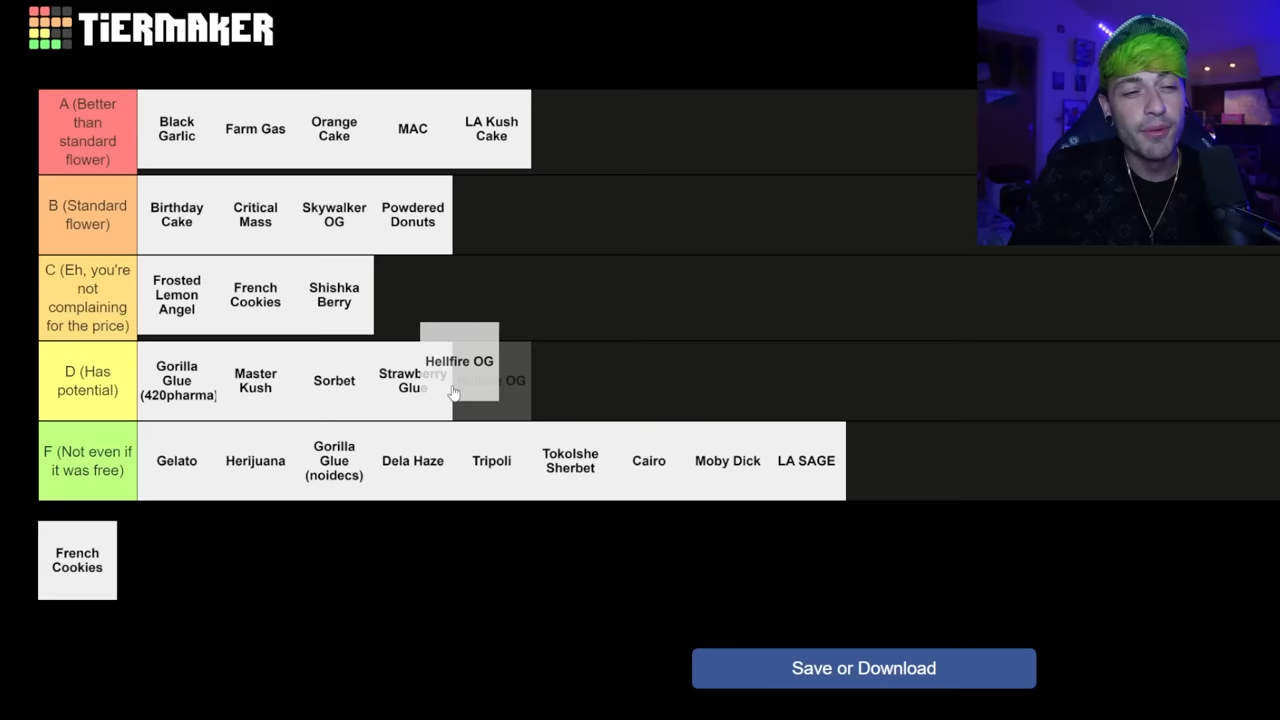 TiERMAKER
A (Better
than
standard
flower)
Black
Garlic
Farm Gas
Orange
Cake
MAC
LA Kush
Cake
B (Standard
flower)
Birthday
Cake
Critical
Mass
Skywalker
OG
Powdered
Donuts
C (Eh, you're
not
complaining
for the price)
Frosted
Lemon
Angel
French
Cookies
Shishka
Berry
D (Has
potential)
Gorilla
Glue
(420pharma)
Master
Kush
Sorbet
Strawberry
Glue
Hellfire OG
OG
F (Not even if
it was free)
Gelato
Herijuana
Gorilla
Glue
(noidecs)
Dela Haze
Tripoli
Tokolshe
Sherbet
Cairo
Moby Dick
LA SAGE
French
Cookies
Save or Download